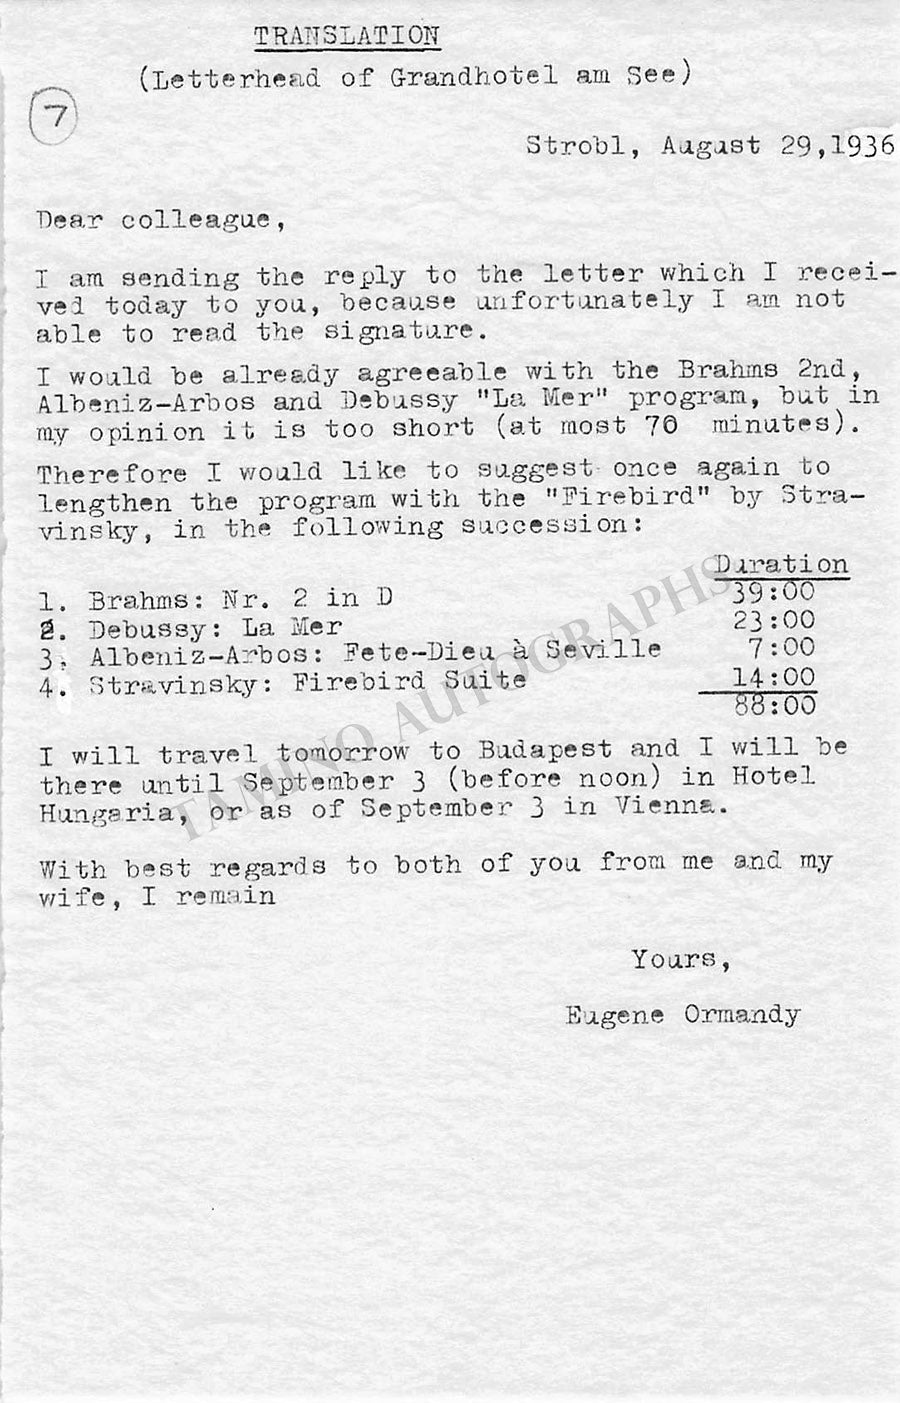 TRANSLATION
(Letterhead of Grandhotel am See)
7
Strobl, August 29,1936
Dear colleague,
I am sending the reply to the letter which I recei-
ved today to you, because unfortunately I am not
able to read the signature.
I would be already agreeable with the Brahms 2nd,
Albeniz-Arbos and Debussy "La Mer" program, but in
my opinion it is too short (at most 70 minutes).
Therefore I would like to suggest once again to
lengthen the program with the "Firebird" by Stra-
vinsky, in the following succession:
Duration
1. Brahms: Nr. 2 in D 39:00
2. Debussy: La Mer 23:00
3. Albeniz-Arbos: Fete-Dieu à Seville 7:00
4. Stravinsky: Firebird Suite 14:00
88:00
I will travel tomorrow to Budapest and I will be
there until September 3 (before noon) in Hotel
Hungaria, or as of September 3 in Vienna.
With best regards to both of you from me and my
wife, I remain
Yours,
Eugene Ormandy
TAMINO AUTOGRAPHS